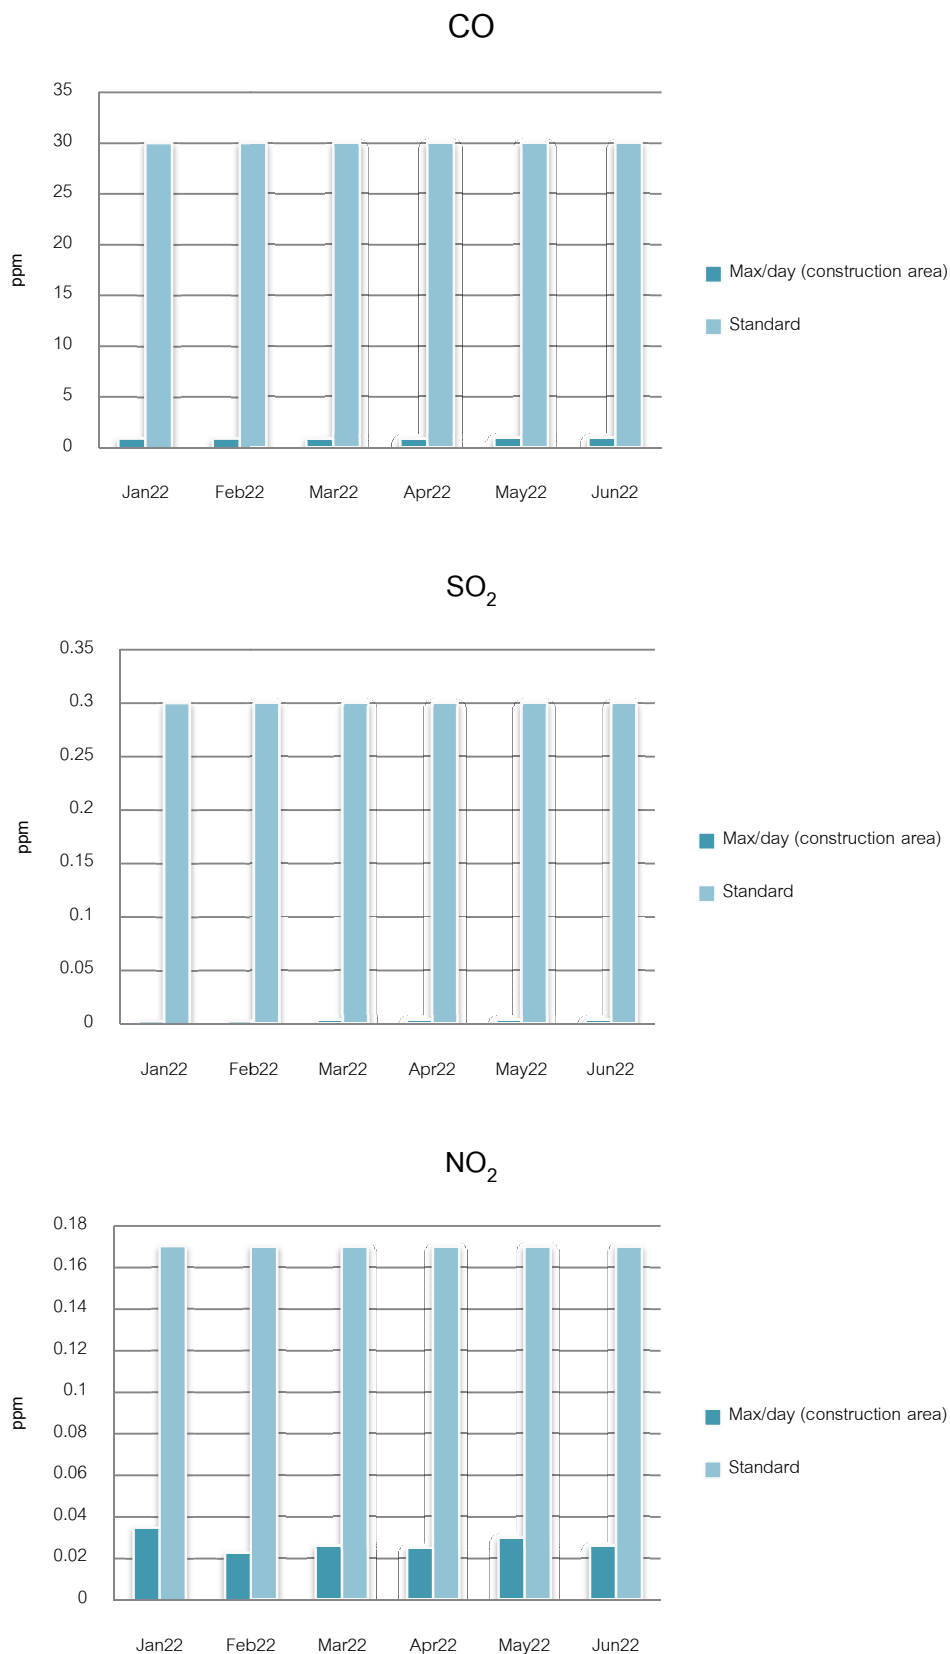 CO
35
30
25
20
15
10
5
0
ppm
Jan22 Feb22 Mar22 Apr22 May22 Jun22
Max/day (construction area)
Standard
SO2
0.35
0.3
0.25
0.2
0.15
0.1
0.05
0
ppm
Jan22 Feb22 Mar22 Apr22 May22 Jun22
Max/day (construction area)
Standard
NO2
0.18
0.16
0.14
0.12
0.1
0.08
0.06
0.04
0.02
0
ppm
Jan22 Feb22 Mar22 Apr22 May22 Jun22
Max/day (construction area)
Standard